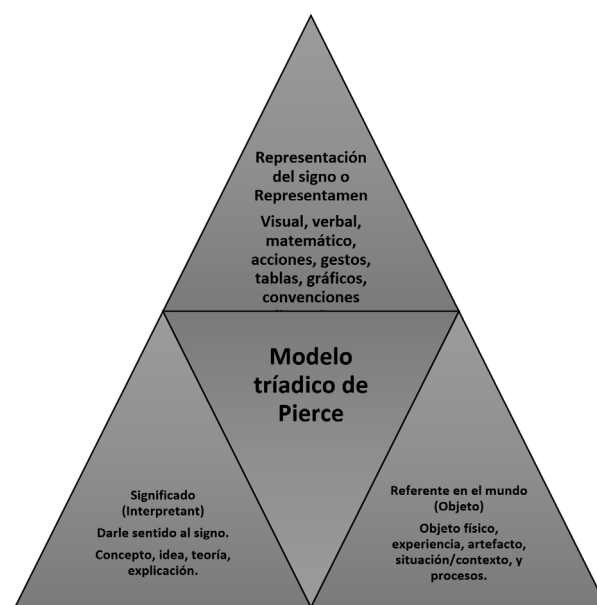 Representación
del signo o
Representamen
Visual, verbal,
matemático,
acciones, gestos,
tablas, gráficos,
convenciones
Modelo
tríadico de
Pierce
Significado
(Interpretant)
Darle sentido al signo.
Concepto, idea, teoría,
explicación.
Referente en el mundo
(Objeto)
Objeto físico,
experiencia, artefacto,
situación/contexto, y
procesos.